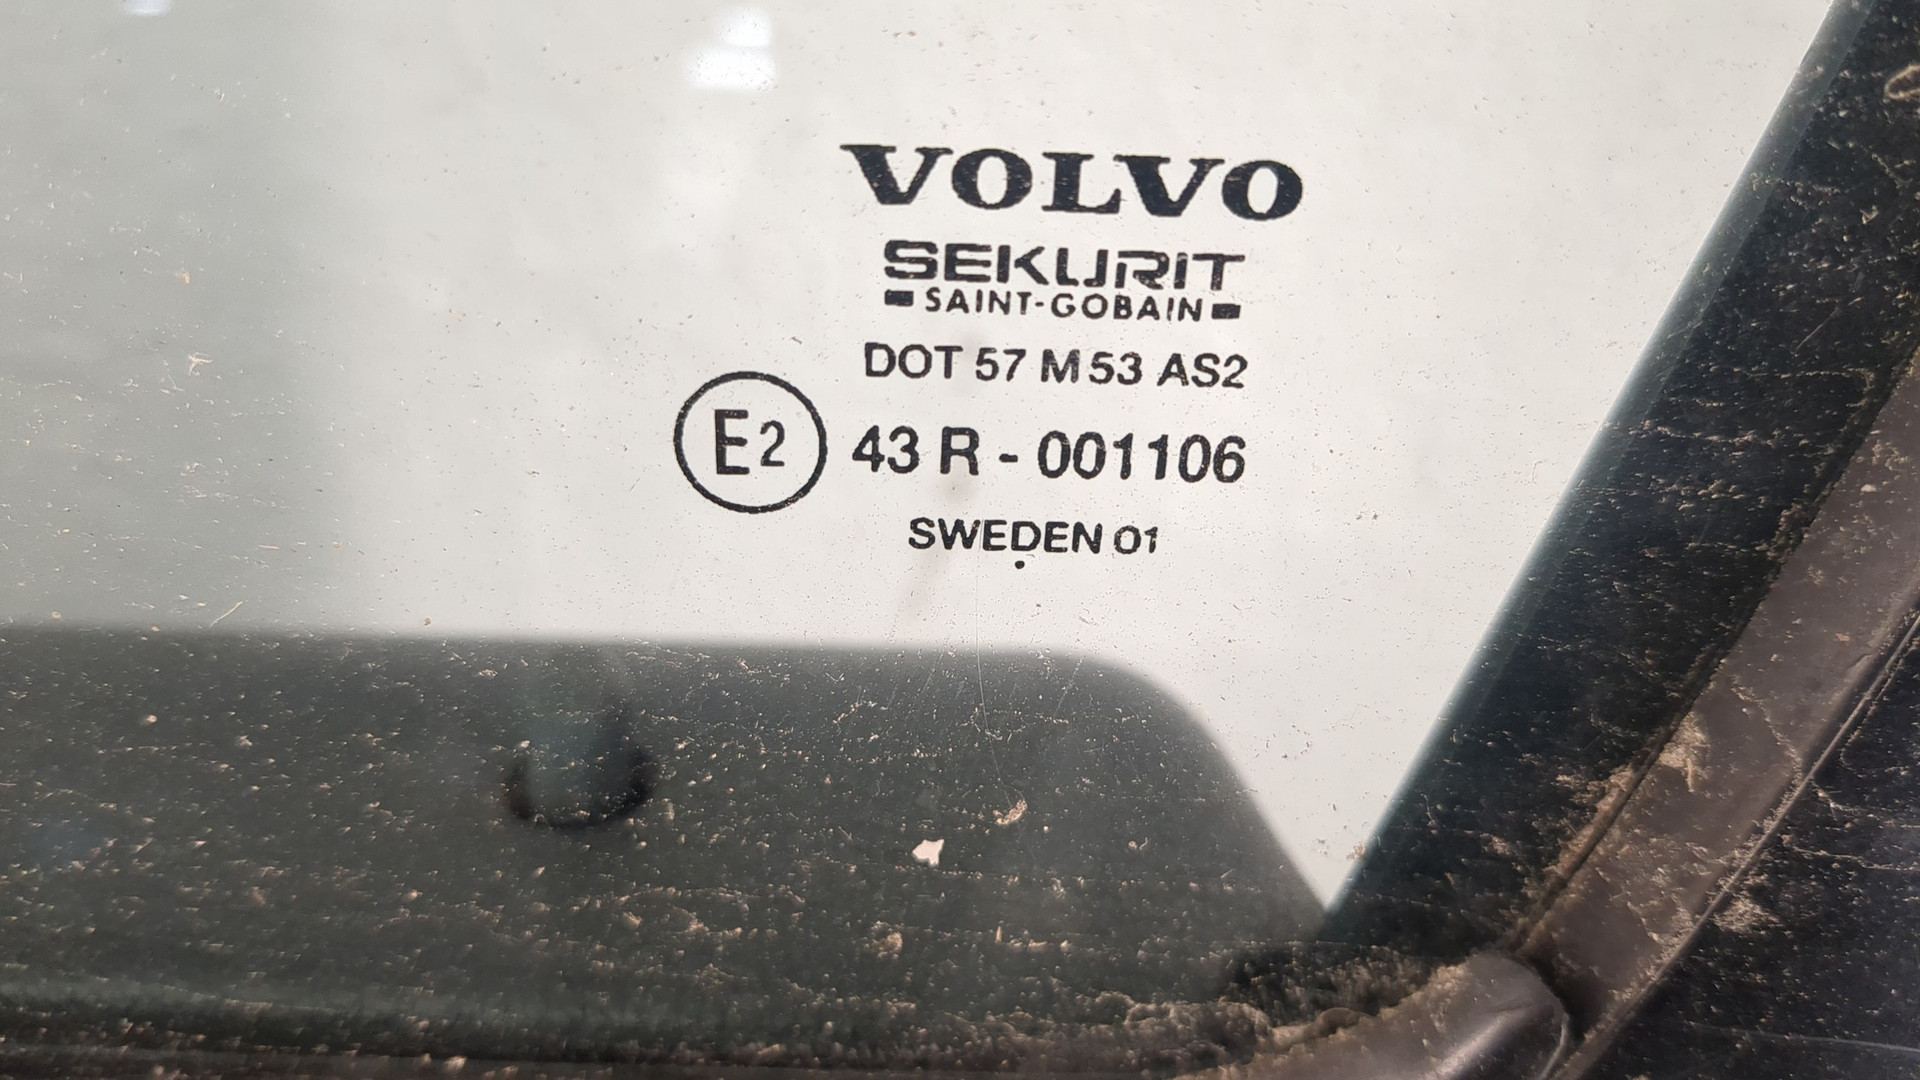 VOLVO
SEKURIT
SAINT-GOBAIN
DOT 57 M53 AS2
E2 43 R - 001106
SWEDEN 01